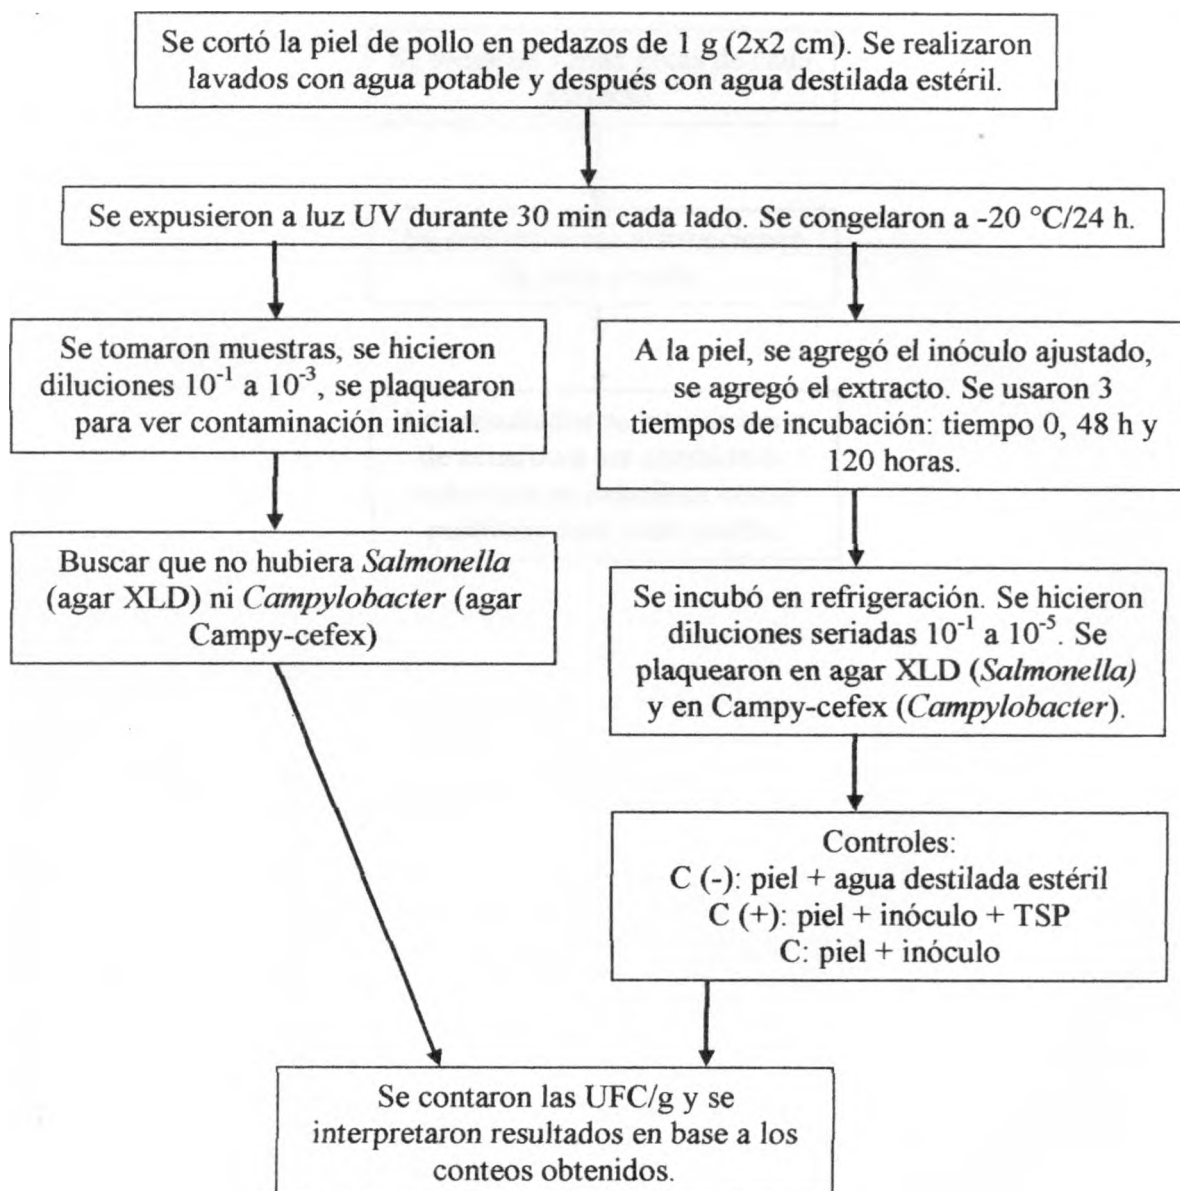 Se cortó la piel de pollo en pedazos de 1 g (2x2 cm). Se realizaron
lavados con agua potable y después con agua destilada estéril.
Se expusieron a luz UV durante 30 min cada lado. Se congelaron a -20 °C/24 h.
Se tomaron muestras, se hicieron
diluciones 10⁻¹ a 10⁻³, se plaquearon
para ver contaminación inicial.
Buscar que no hubiera Salmonella
(agar XLD) ni Campylobacter (agar
Campy-cefex)
A la piel, se agregó el inóculo ajustado,
se agregó el extracto. Se usaron 3
tiempos de incubación: tiempo 0, 48 h y
120 horas.
Se incubó en refrigeración. Se hicieron
diluciones seriadas 10⁻¹ a 10⁻⁵. Se
plaquearon en agar XLD (Salmonella)
y en Campy-cefex (Campylobacter).
Controles:
C (-): piel + agua destilada estéril
C (+): piel + inóculo + TSP
C: piel + inóculo
Se contaron las UFC/g y se
interpretaron resultados en base a los
conteos obtenidos.